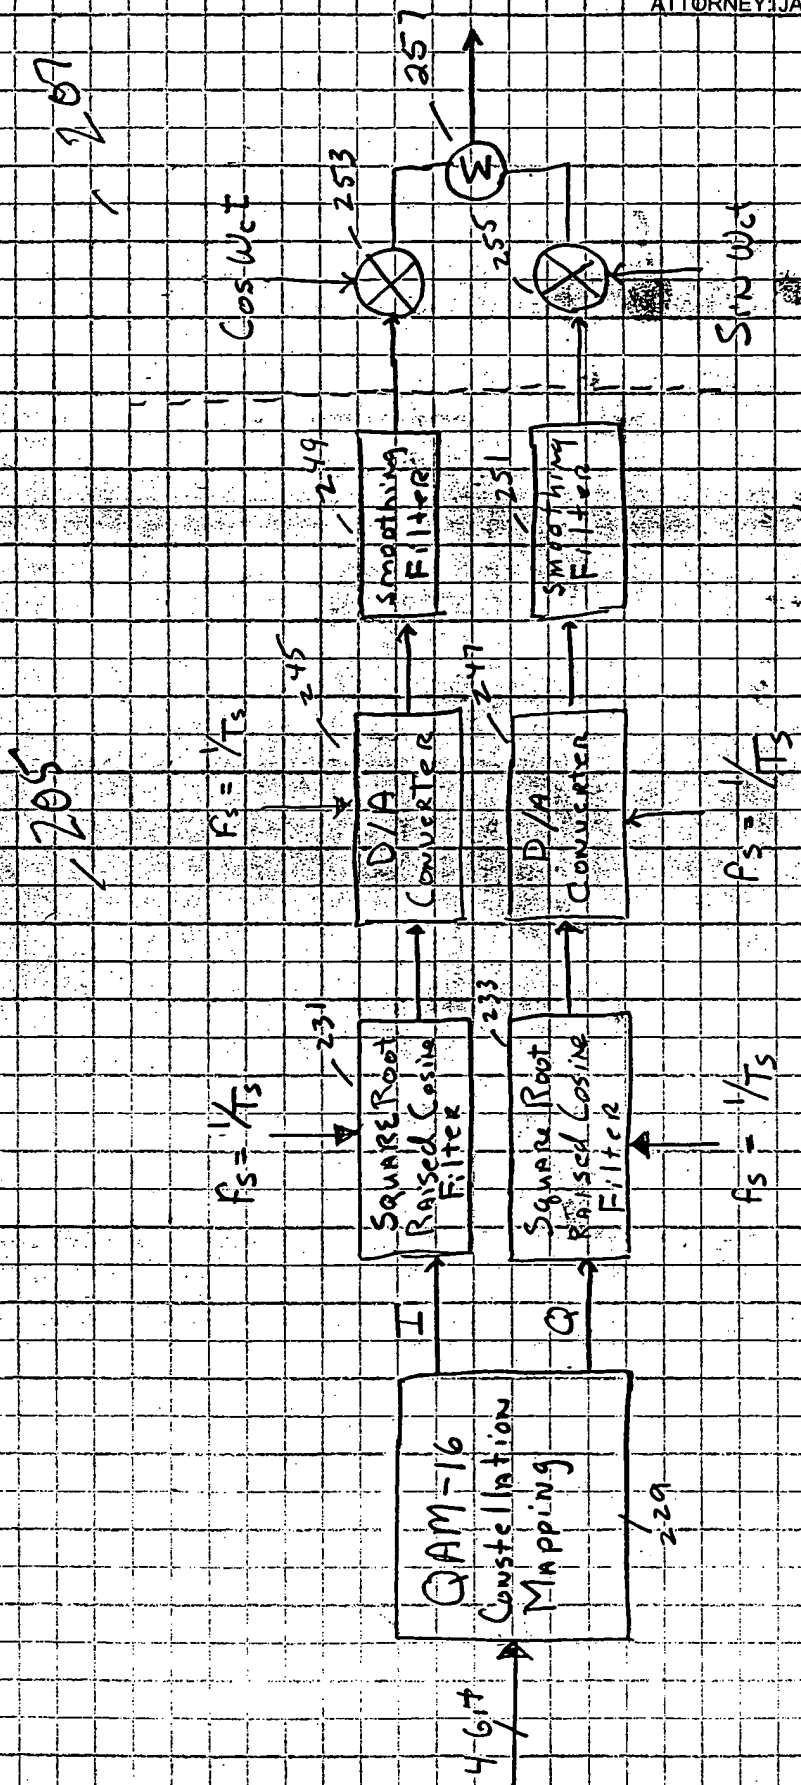 ATTORNEY: JA
207
205
4 bit
QAM-16
Constellation
Mapping
229
I
Q
fs = 1/Ts
231
SQUARE Root
Raised Cosine
Filter
233
Square Root
Raised Cosine
Filter
fs = 1/Ts
Fs = 1/Ts
245
D/A
Converter
247
D/A
Converter
fs = 1/Ts
249
Smoothing
Filter
251
Smoothing
Filter
Cos Wct
253
255
Sin Wct
Σ
257